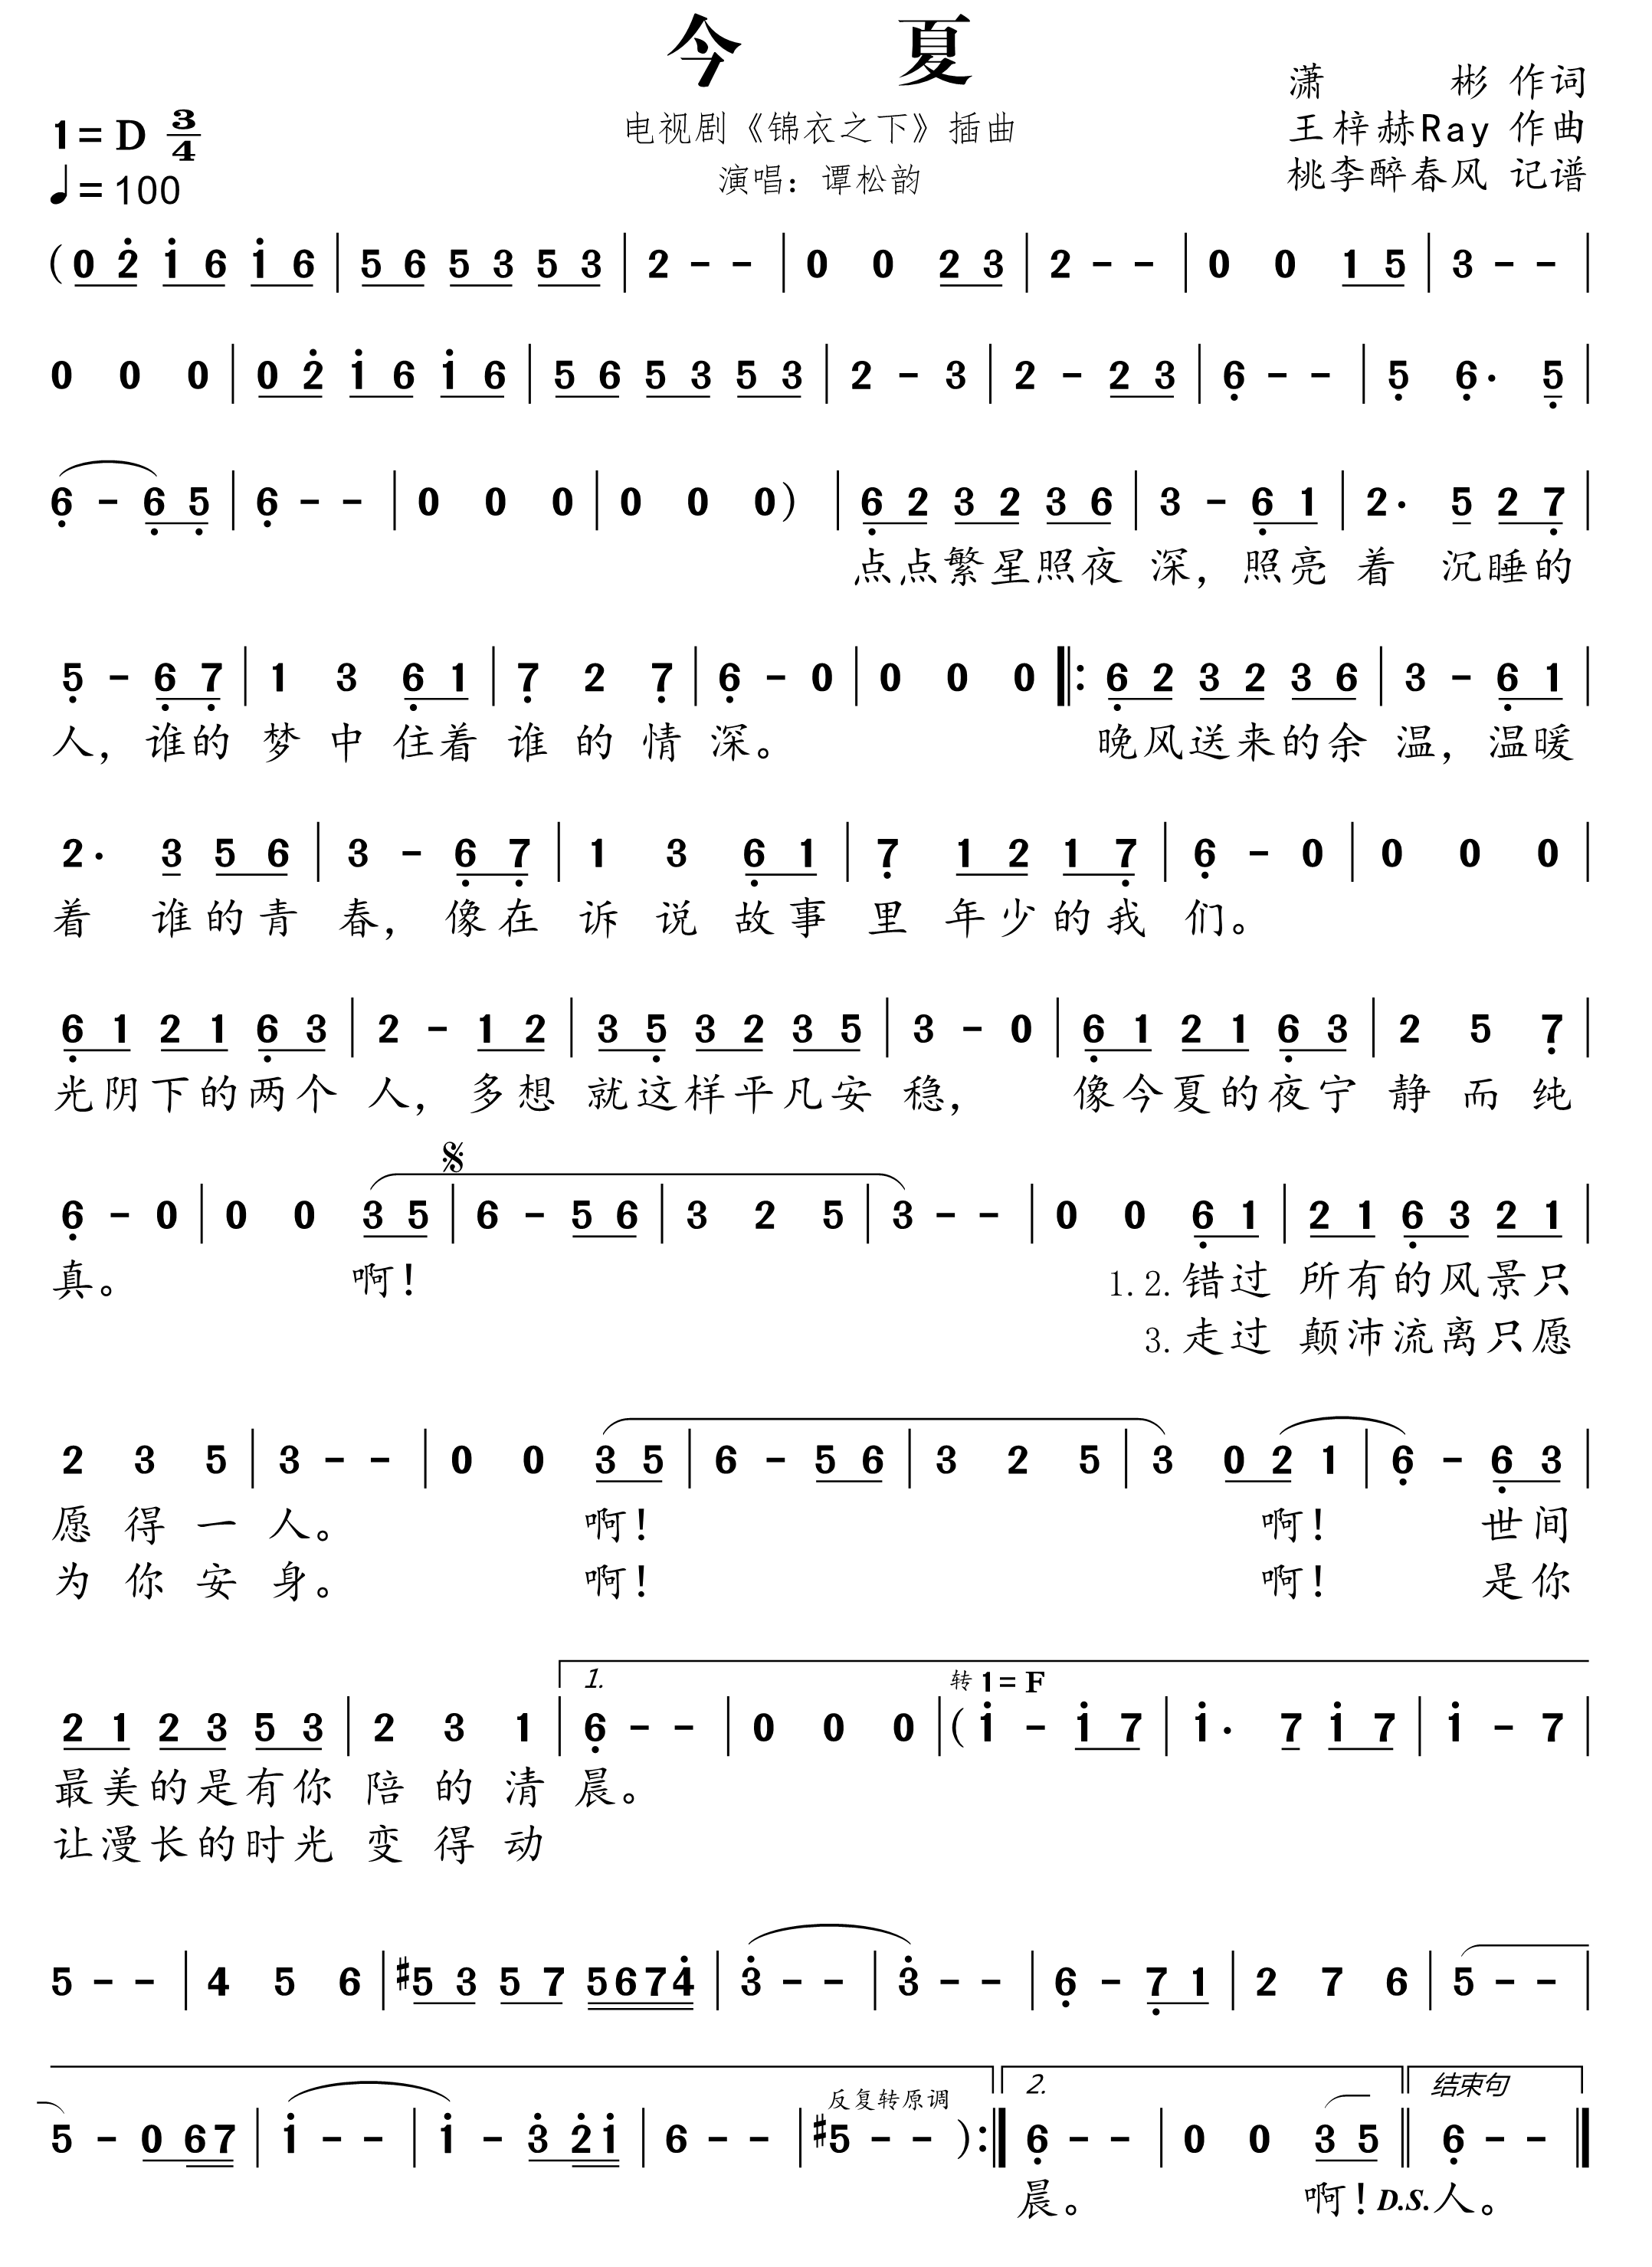 今 夏
潇 彬 作词
1=D 3/4
电视剧《锦衣之下》插曲
王梓赫Ray 作曲
♩=100
演唱：谭松韵
桃李醉春风 记谱
(0 2̇ 1̇ 6 1̇ 6 | 5 6 5 3 5 3 | 2 - - | 0 0 2 3 | 2 - - | 0 0 1 5 | 3 - - |
0 0 0 | 0 2̇ 1̇ 6 1̇ 6 | 5 6 5 3 5 3 | 2 - 3 | 2 - 2 3 | 6̣ - - | 5̣ 6̣· 5̣ |
6̣ - 6̣ 5̣ | 6̣ - - | 0 0 0 | 0 0 0) | 6̣ 2 3 2 3 6 | 3 - 6̣ 1 | 2· 5 2 7̣ |
点点繁星照夜 深，照亮 着 沉睡的
5̣ - 6̣ 7̣ | 1 3 6̣ 1 | 7̣ 2 7̣ | 6̣ - 0 | 0 0 0 ‖: 6̣ 2 3 2 3 6 | 3 - 6̣ 1 |
人，谁的 梦 中 住着 谁 的 情 深。 晚风送来的余 温，温暖
2· 3 5 6 | 3 - 6̣ 7̣ | 1 3 6̣ 1 | 7̣ 1 2 1 7̣ | 6̣ - 0 | 0 0 0 |
着 谁的青 春，像在 诉 说 故事 里 年少的我 们。
6̣ 1 2 1 6̣ 3 | 2 - 1 2 | 3 5̣ 3 2 3 5 | 3 - 0 | 6̣ 1 2 1 6̣ 3 | 2 5 7̣ |
光阴下的两个 人，多想 就这样平凡安 稳， 像今夏的夜宁 静 而 纯
𝄋
6̣ - 0 | 0 0 3 5 | 6 - 5 6 | 3 2 5 | 3 - - | 0 0 6̣ 1 | 2 1 6̣ 3 2 1 |
真。 啊！ 1.2.错过 所有的风景只
3.走过 颠沛流离只愿
2 3 5 | 3 - - | 0 0 3 5 | 6 - 5 6 | 3 2 5 | 3 0 2 1 | 6̣ - 6̣ 3 |
愿 得 一 人。 啊！ 啊！ 世间
为 你 安 身。 啊！ 啊！ 是你
1. 转 1=F
2 1 2 3 5 3 | 2 3 1 | 6̣ - - | 0 0 0 | (1̇ - 1̇ 7 | 1̇· 7 1̇ 7 | 1̇ - 7 |
最美的是有你 陪 的 清 晨。
让漫长的时光 变 得 动
5 - - | 4 5 6 | #5 3 5 7 5 6 7 4̇ | 3̇ - - | 3̇ - - | 6̣ - 7̣ 1 | 2 7 6 | 5 - - |
反复转原调 2. 结束句
5 - 0 6 7 | 1̇ - - | 1̇ - 3̇ 2̇ 1̇ | 6 - - | #5 - - ) :‖ 6̣ - - | 0 0 3 5 ‖ 6̣ - - ‖
晨。 啊！D.S.人。